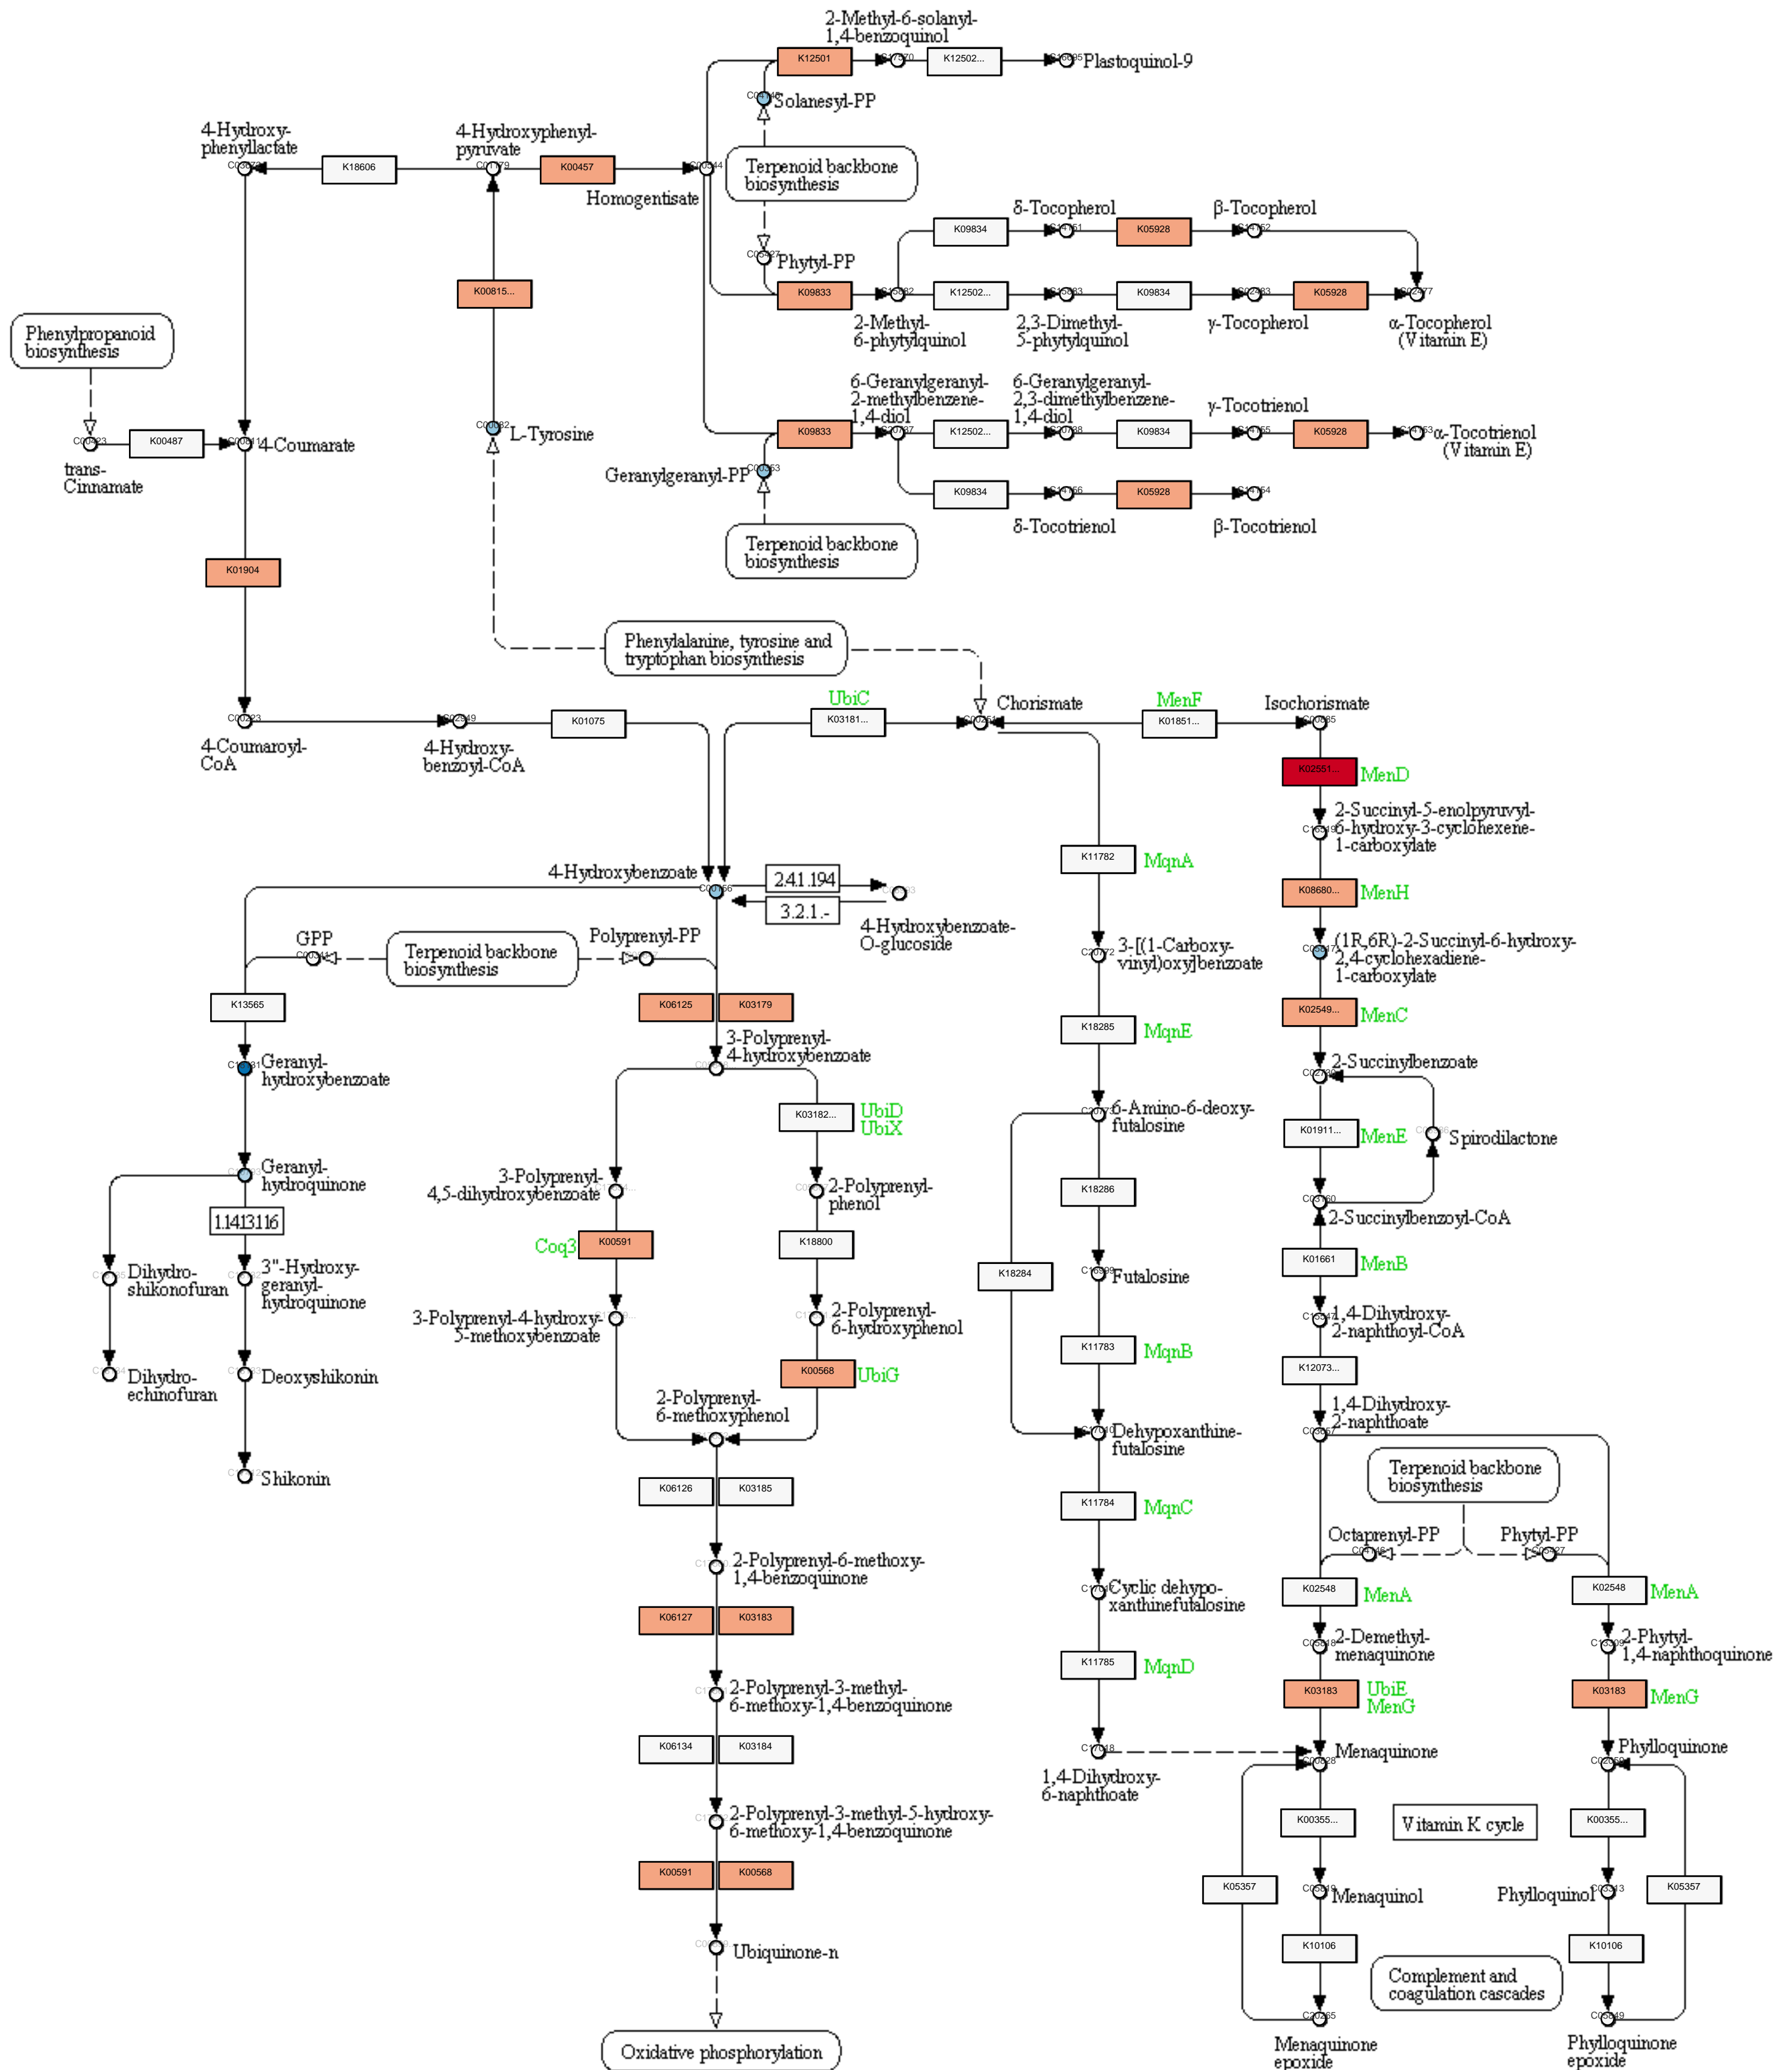 2-Methyl-6-solanyl-
1,4-benzoquinol
K12501
K12502...
Plastoquinol-9
Solanesyl-PP
4-Hydroxy-
phenyllactate
4-Hydroxyphenyl-
pyruvate
K18606
K00457
Homogentisate
Terpenoid backbone
biosynthesis
δ-Tocopherol
β-Tocopherol
K09834
K05928
Phytyl-PP
K00815...
K09833
K12502...
K09834
K05928
2-Methyl-
6-phytylquinol
2,3-Dimethyl-
5-phytylquinol
γ-Tocopherol
α-Tocopherol
(Vitamin E)
Phenylpropanoid
biosynthesis
6-Geranylgeranyl-
2-methylbenzene-
1,4-diol
6-Geranylgeranyl-
2,3-dimethylbenzene-
1,4-diol
γ-Tocotrienol
C00423
K00487
4-Coumarate
L-Tyrosine
K09833
K12502...
K09834
K05928
α-Tocotrienol
(Vitamin E)
trans-
Cinnamate
Geranylgeranyl-PP
K09834
K05928
δ-Tocotrienol
β-Tocotrienol
Terpenoid backbone
biosynthesis
K01904
Phenylalanine, tyrosine and
tryptophan biosynthesis
UbiC
Chorismate
MenF
Isochorismate
C00223
K01075
K03181...
K01851...
4-Coumaroyl-
CoA
4-Hydroxy-
benzoyl-CoA
K02551...
MenD
2-Succinyl-5-enolpyruvyl-
6-hydroxy-3-cyclohexene-
1-carboxylate
K11782
MqnA
4-Hydroxybenzoate
2.4.1.194
3.2.1.-
4-Hydroxybenzoate-
O-glucoside
K08680...
MenH
GPP
Terpenoid backbone
biosynthesis
Polyprenyl-PP
C20772
3-[(1-Carboxy-
vinyl)oxy]benzoate
(1R,6R)-2-Succinyl-6-hydroxy-
2,4-cyclohexadiene-
1-carboxylate
K13565
K06125
K03179
K18285
MqnE
K02549...
MenC
3-Polyprenyl-
4-hydroxybenzoate
Geranyl-
hydroxybenzoate
2-Succinylbenzoate
K03182...
UbiD
UbiX
6-Amino-6-deoxy-
futalosine
K01911...
MenE
Spirodilactone
Geranyl-
hydroquinone
3-Polyprenyl-
4,5-dihydroxybenzoate
2-Polyprenyl-
phenol
K18286
C03160
2-Succinylbenzoyl-CoA
1.14.13.116
Coq3
K00591
K18800
K01661
MenB
Dihydro-
shikonofuran
3"-Hydroxy-
geranyl-
hydroquinone
K18284
C16999
Futalosine
3-Polyprenyl-4-hydroxy-
5-methoxybenzoate
2-Polyprenyl-
6-hydroxyphenol
1,4-Dihydroxy-
2-naphthoyl-CoA
Dihydro-
echinofuran
Deoxyshikonin
K00568
UbiG
K11783
MqnB
K12073...
2-Polyprenyl-
6-methoxyphenol
1,4-Dihydroxy-
2-naphthoate
Dehypoxanthine-
futalosine
Shikonin
K06126
K03185
K11784
MqnC
Terpenoid backbone
biosynthesis
Octaprenyl-PP
Phytyl-PP
C05427
2-Polyprenyl-6-methoxy-
1,4-benzoquinone
Cyclic dehypo-
xanthinefutalosine
K02548
MenA
K02548
MenA
K06127
K03183
C05818
2-Demethyl-
menaquinone
C13309
2-Phytyl-
1,4-naphthoquinone
K11785
MqnD
2-Polyprenyl-3-methyl-
6-methoxy-1,4-benzoquinone
K03183
UbiE
MenG
K03183
MenG
K06134
K03184
C17018
1,4-Dihydroxy-
6-naphthoate
Menaquinone
C00828
Phylloquinone
C02059
2-Polyprenyl-3-methyl-5-hydroxy-
6-methoxy-1,4-benzoquinone
K00355...
Vitamin K cycle
K00355...
K00591
K00568
K05357
C05819
Menaquinol
Phylloquinol
C03313
K05357
Ubiquinone-n
K10106
K10106
Complement and
coagulation cascades
C20265
C05849
Menaquinone
epoxide
Phylloquinone
epoxide
Oxidative phosphorylation